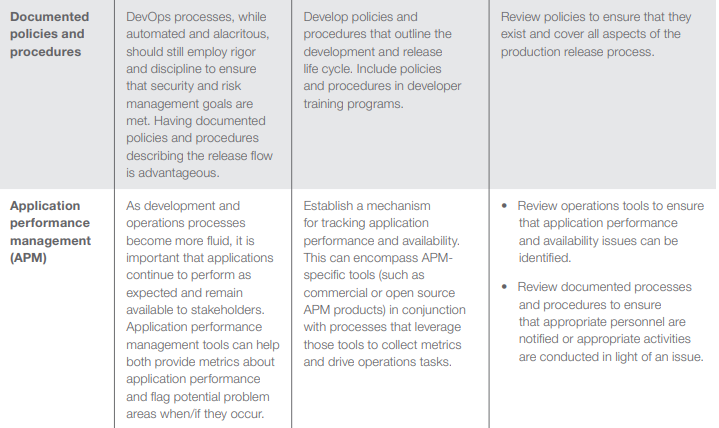 Documented
policies and
procedures
DevOps processes, while
automated and alacritous,
should still employ rigor
and discipline to ensure
that security and risk
management goals are
met. Having documented
policies and procedures
describing the release flow
is advantageous.
Develop policies and
procedures that outline the
development and release
life cycle. Include policies
and procedures in developer
training programs.
Review policies to ensure that they
exist and cover all aspects of the
production release process.
Application
performance
management
(APM)
As development and
operations processes
become more fluid, it is
important that applications
continue to perform as
expected and remain
available to stakeholders.
Application performance
management tools can help
both provide metrics about
application performance
and flag potential problem
areas when/if they occur.
Establish a mechanism
for tracking application
performance and availability.
This can encompass APM-
specific tools (such as
commercial or open source
APM products) in conjunction
with processes that leverage
those tools to collect metrics
and drive operations tasks.
• Review operations tools to ensure
that application performance
and availability issues can be
identified.
• Review documented processes
and procedures to ensure
that appropriate personnel are
notified or appropriate activities
are conducted in light of an issue.